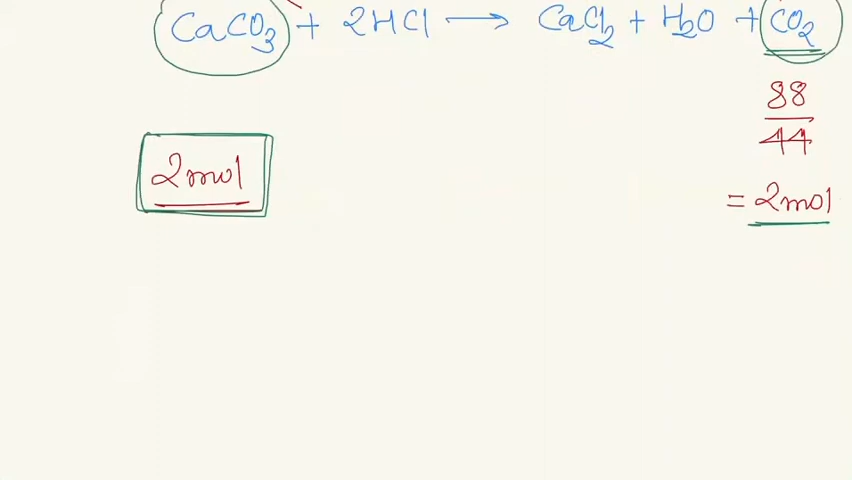 CaCO₃ + 2HCl → CaCl₂ + H₂O + CO₂
88
44
2mol
= 2mol